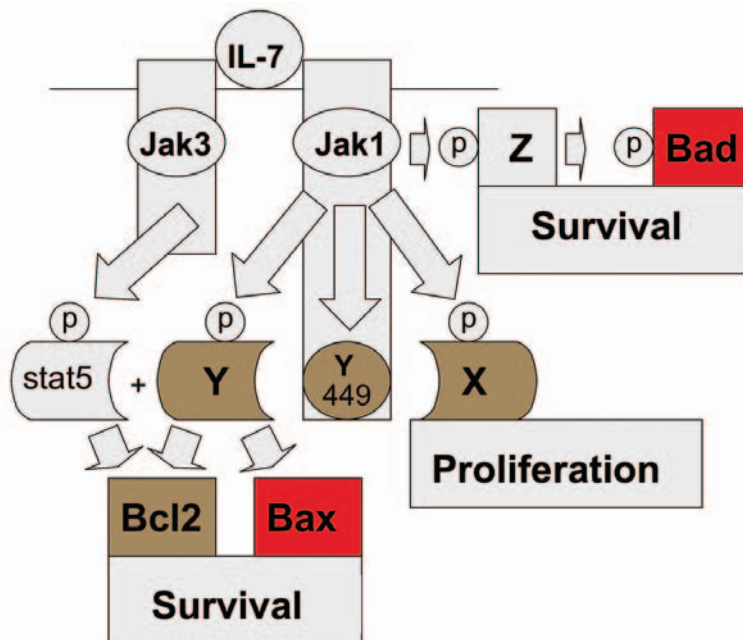 IL-7
Jak3
Jak1
p
Z
p
Bad
Survival
p
p
p
stat5
+
Y
Y
449
X
Proliferation
Bcl2
Bax
Survival